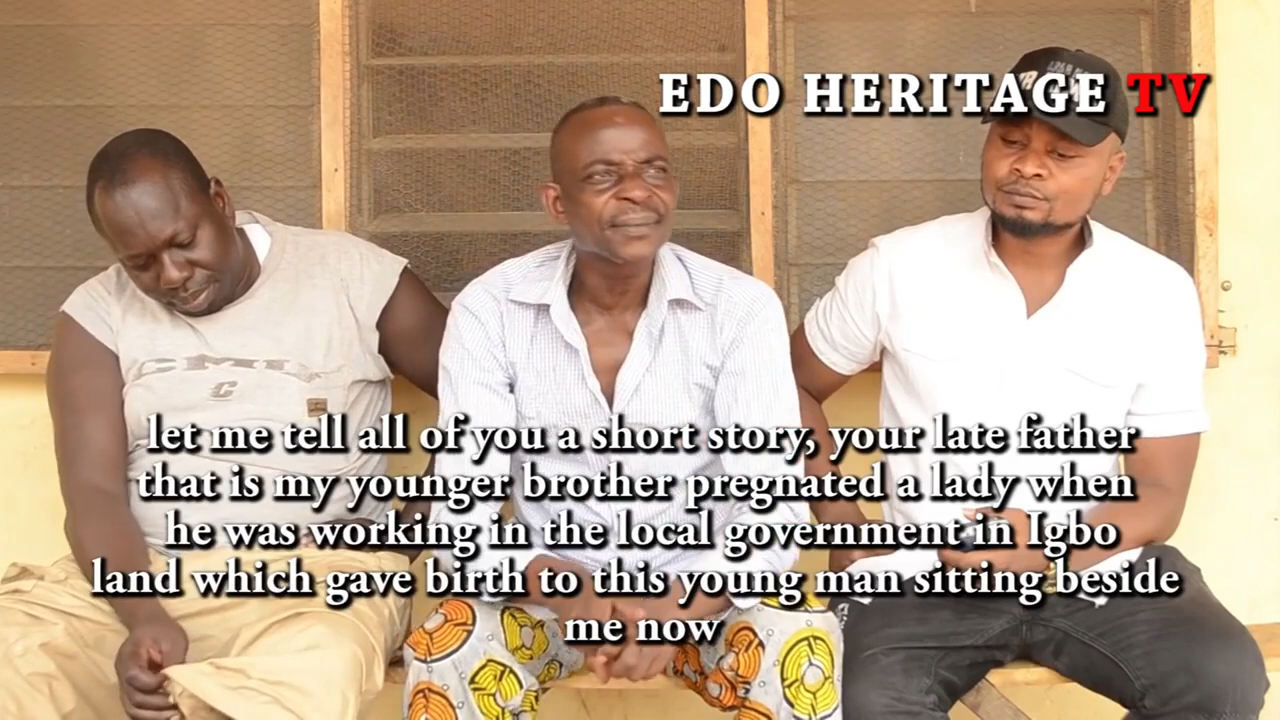 EDO HERITAGE TV
let me tell all of you a short story, your late father
that is my younger brother pregnated a lady when
he was working in the local government in Igbo
land which gave birth to this young man sitting beside
me now
C